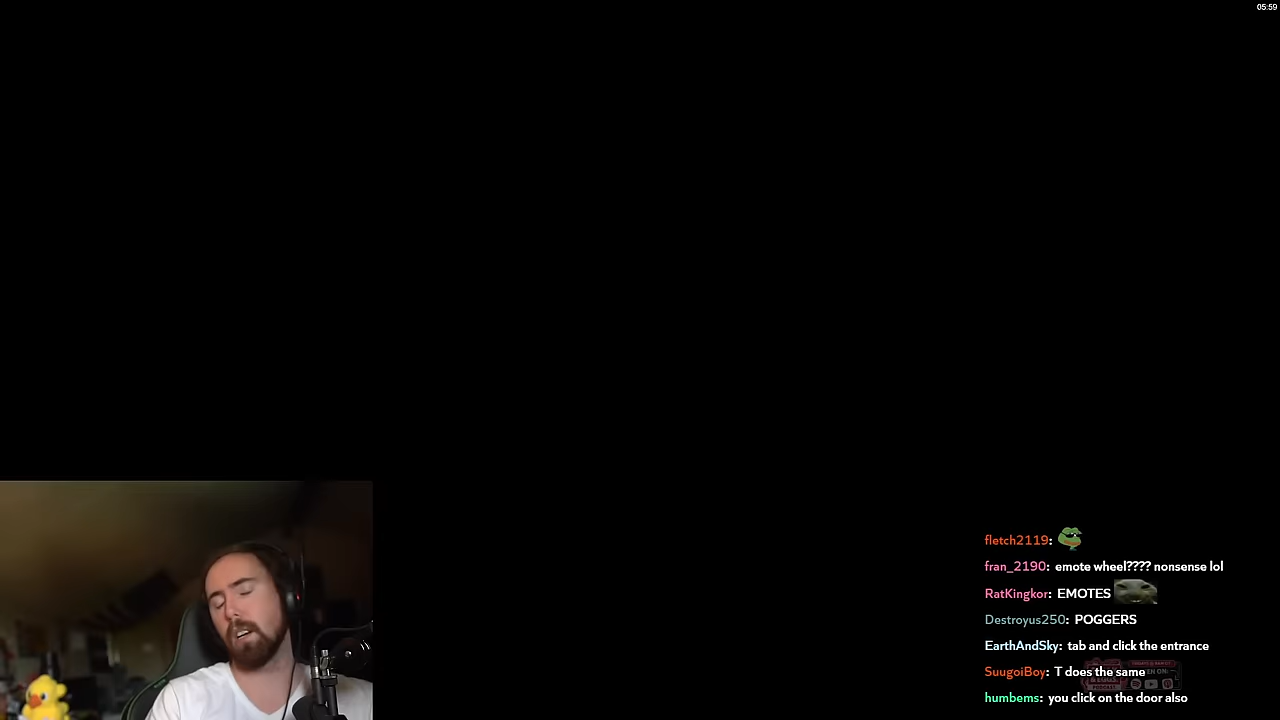 05:59
fletch2119:
fran_2190: emote wheel???? nonsense lol
RatKingkor: EMOTES
Destroyus250: POGGERS
EarthAndSky: tab and click the entrance
SuugoiBoy: T does the same
humbems: you click on the door also